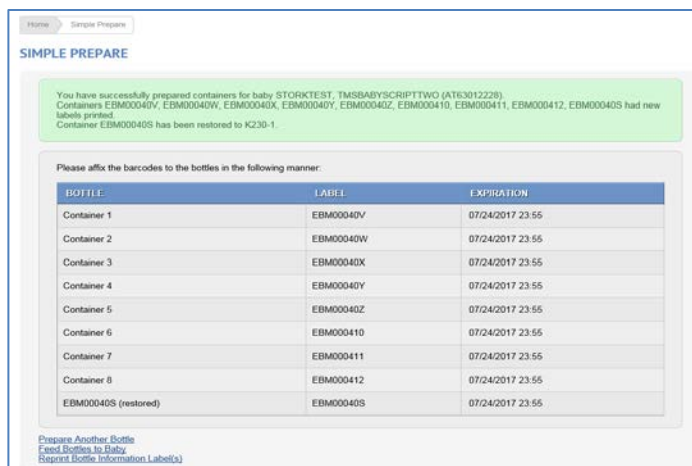 Home Simple Prepare
SIMPLE PREPARE
You have successfully prepared containers for baby STORKTEST, TMSBABYSCRIPTTWO (AT63012228).
Containers EBM00040V, EBM00040W, EBM00040X, EBM00040Y, EBM00040Z, EBM000410, EBM000411, EBM000412, EBM00040S had new
labels printed.
Container EBM00040S has been restored to K230-1.
Please affix the barcodes to the bottles in the following manner:
BOTTLE LABEL EXPIRATION
Container 1 EBM00040V 07/24/2017 23:55
Container 2 EBM00040W 07/24/2017 23:55
Container 3 EBM00040X 07/24/2017 23:55
Container 4 EBM00040Y 07/24/2017 23:55
Container 5 EBM00040Z 07/24/2017 23:55
Container 6 EBM000410 07/24/2017 23:55
Container 7 EBM000411 07/24/2017 23:55
Container 8 EBM000412 07/24/2017 23:55
EBM00040S (restored) EBM00040S 07/24/2017 23:55
Prepare Another Bottle
Feed Bottles to Baby
Reprint Bottle Information Label(s)